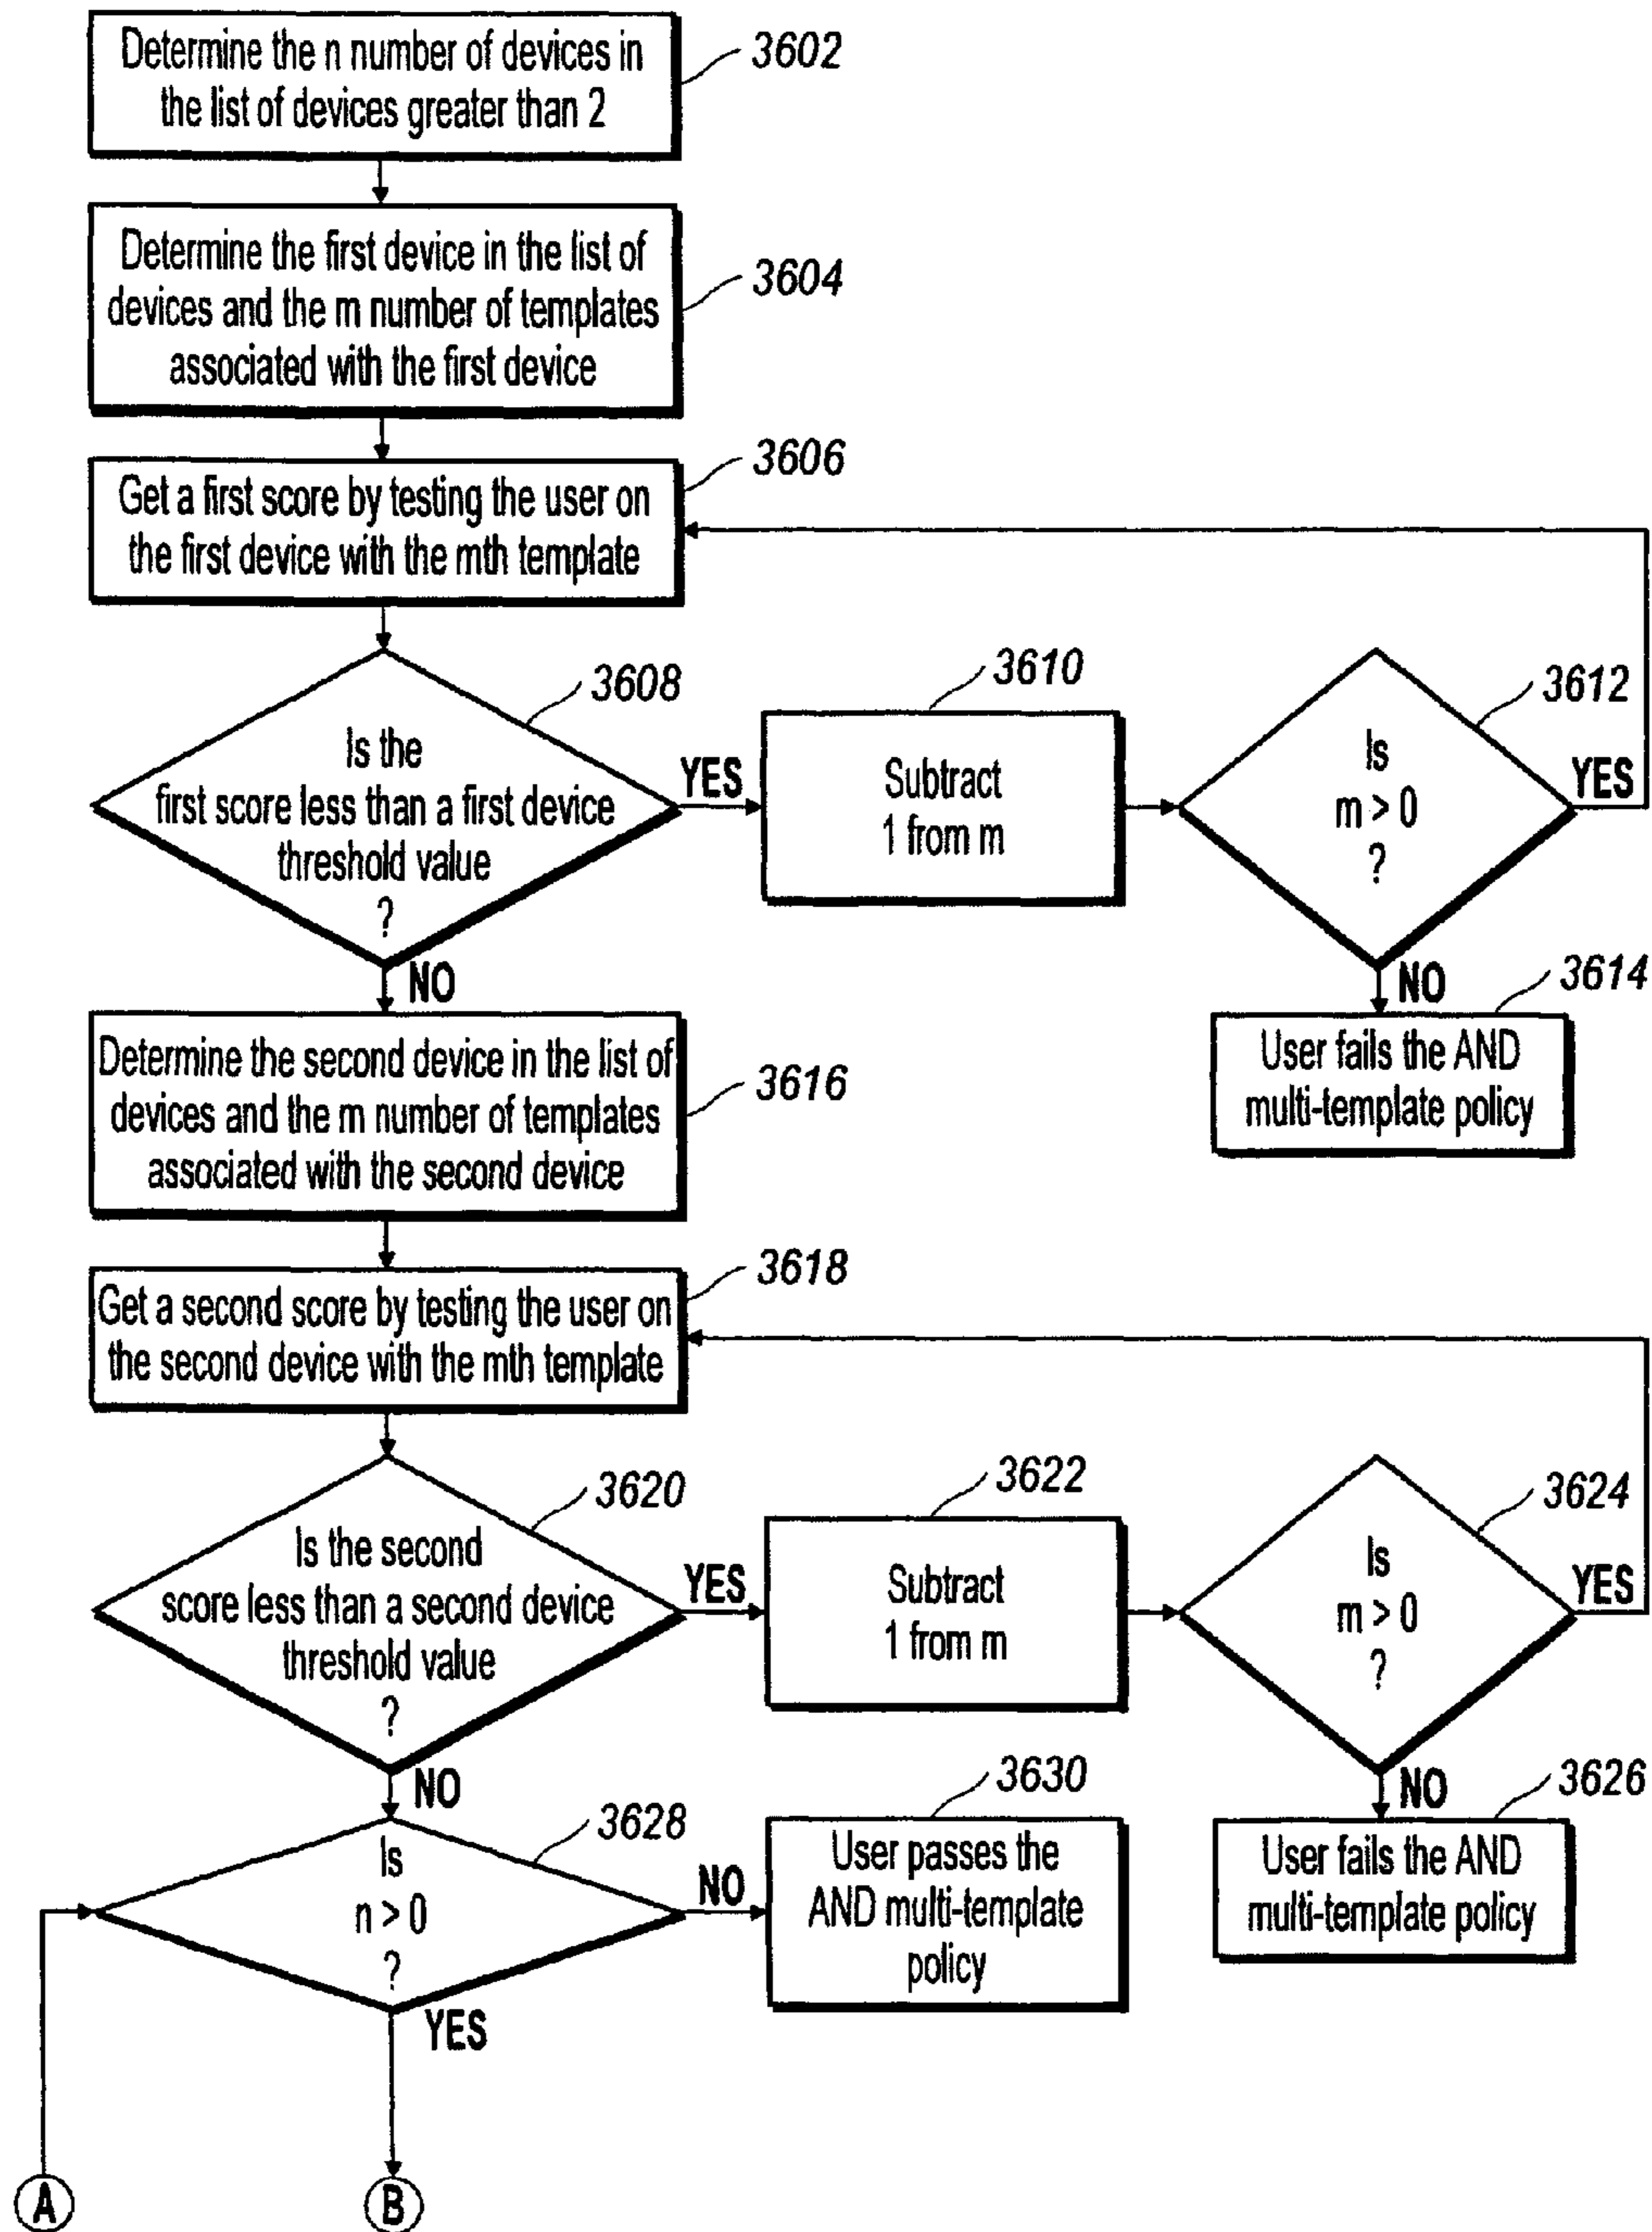 Determine the n number of devices in
the list of devices greater than 2
3602
Determine the first device in the list of
devices and the m number of templates
associated with the first device
3604
Get a first score by testing the user on
the first device with the mth template
3606
Is the
first score less than a first device
threshold value
?
3608
YES
NO
Subtract
1 from m
3610
Is
m > 0
?
3612
YES
NO
User fails the AND
multi-template policy
3614
Determine the second device in the list of
devices and the m number of templates
associated with the second device
3616
Get a second score by testing the user on
the second device with the mth template
3618
Is the second
score less than a second device
threshold value
?
3620
YES
NO
Subtract
1 from m
3622
Is
m > 0
?
3624
YES
NO
User fails the AND
multi-template policy
3626
Is
n > 0
?
3628
NO
YES
User passes the
AND multi-template
policy
3630
A
B